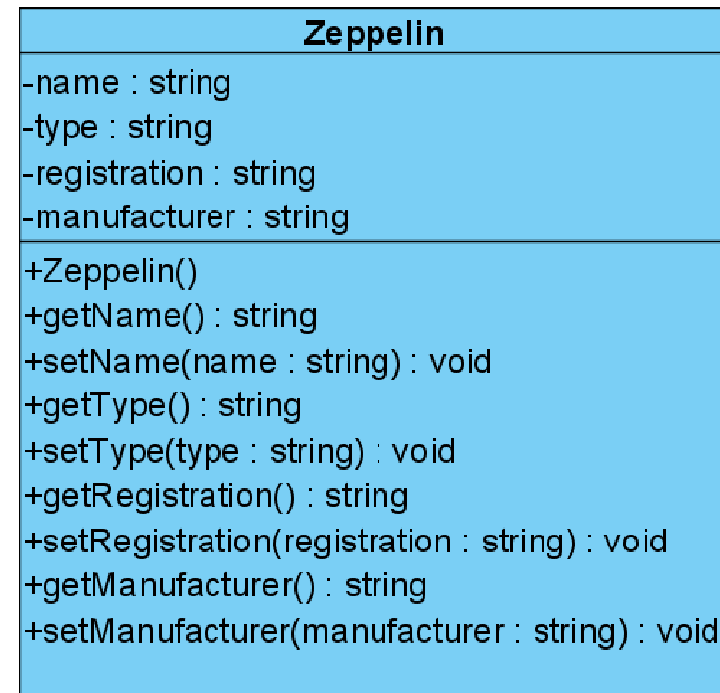 Zeppelin
-name : string
-type : string
-registration : string
-manufacturer : string
+Zeppelin()
+getName() : string
+setName(name : string) : void
+getType() : string
+setType(type : string) : void
+getRegistration() : string
+setRegistration(registration : string) : void
+getManufacturer() : string
+setManufacturer(manufacturer : string) : void